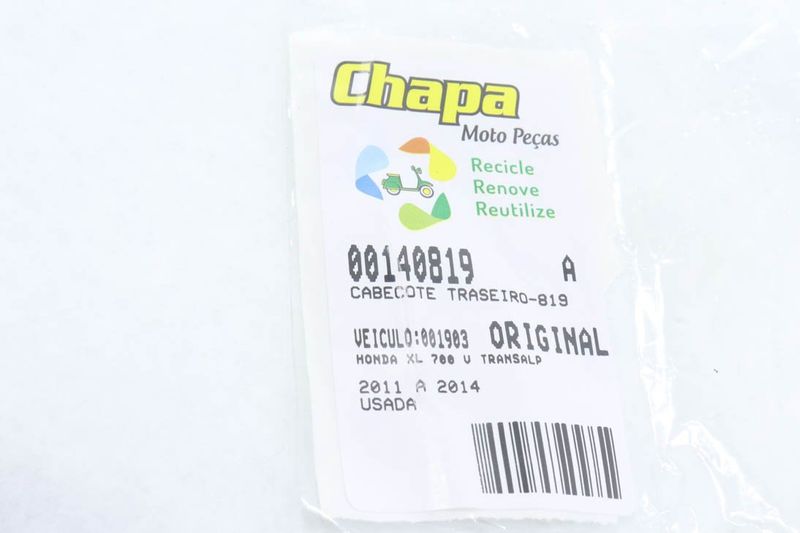 Chapa
Moto Peças
Recicle
Renove
Reutilize
00140819 A
CABECOTE TRASEIRO-819
VEICULO:001903 ORIGINAL
HONDA XL 700 V TRANSALP
2011 A 2014
USADA